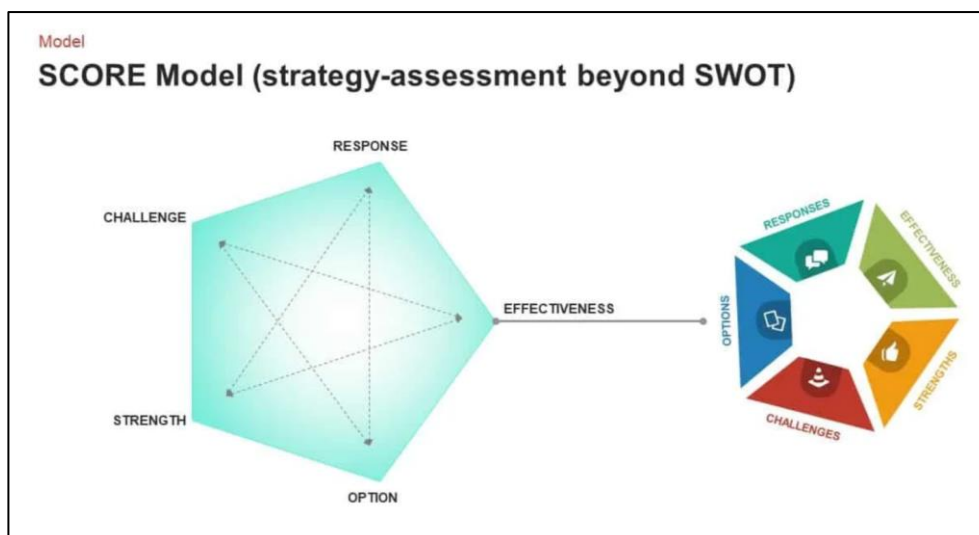 Model
SCORE Model (strategy-assessment beyond SWOT)
RESPONSE
CHALLENGE
EFFECTIVENESS
STRENGTH
OPTION
RESPONSES
EFFECTIVENESS
OPTIONS
STRENGTHS
CHALLENGES